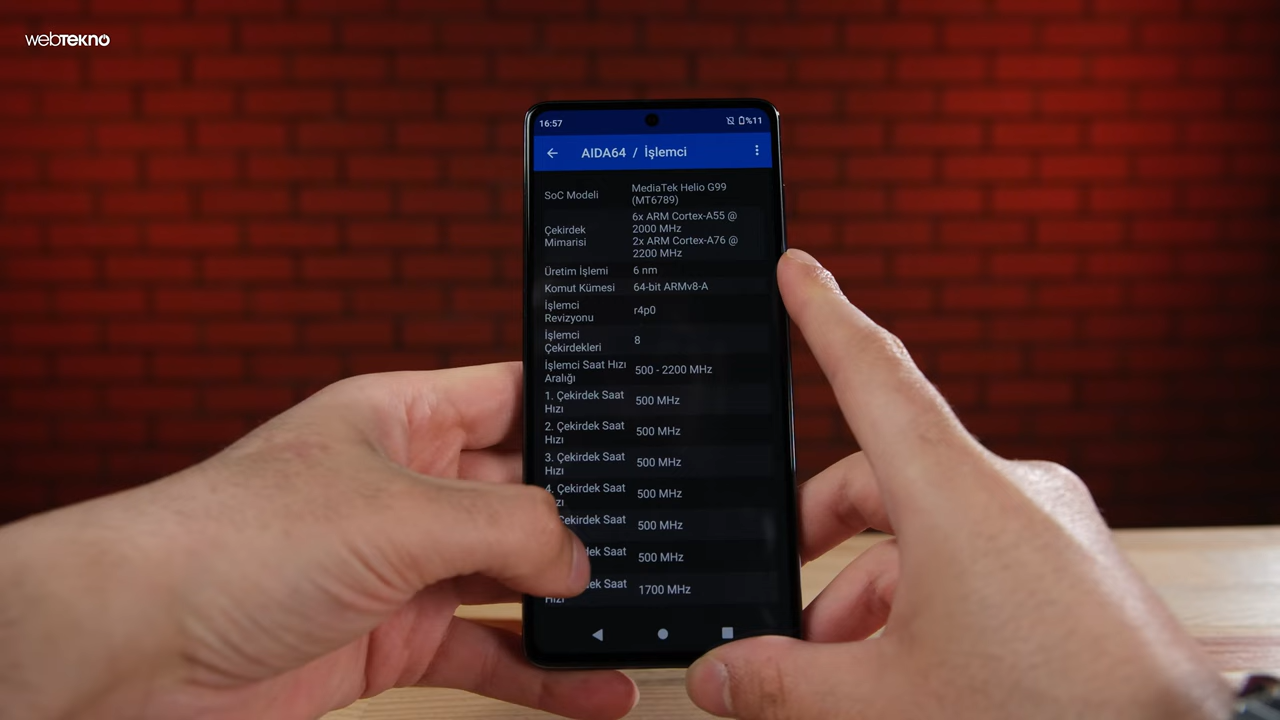 webTEKNO
16:57
%11
AIDA64 / İşlemci
SoC Modeli
MediaTek Helio G99
(MT6789)
Çekirdek
Mimarisi
6x ARM Cortex-A55 @
2000 MHz
2x ARM Cortex-A76 @
2200 MHz
Üretim İşlemi
6 nm
Komut Kümesi
64-bit ARMv8-A
İşlemci
Revizyonu
r4p0
İşlemci
Çekirdekleri
8
İşlemci Saat Hızı
Aralığı
500 - 2200 MHz
1. Çekirdek Saat
Hızı
500 MHz
2. Çekirdek Saat
Hızı
500 MHz
3. Çekirdek Saat
Hızı
500 MHz
4. Çekirdek Saat
500 MHz
Çekirdek Saat
500 MHz
Saat
500 MHz
Saat
Hızı
1700 MHz